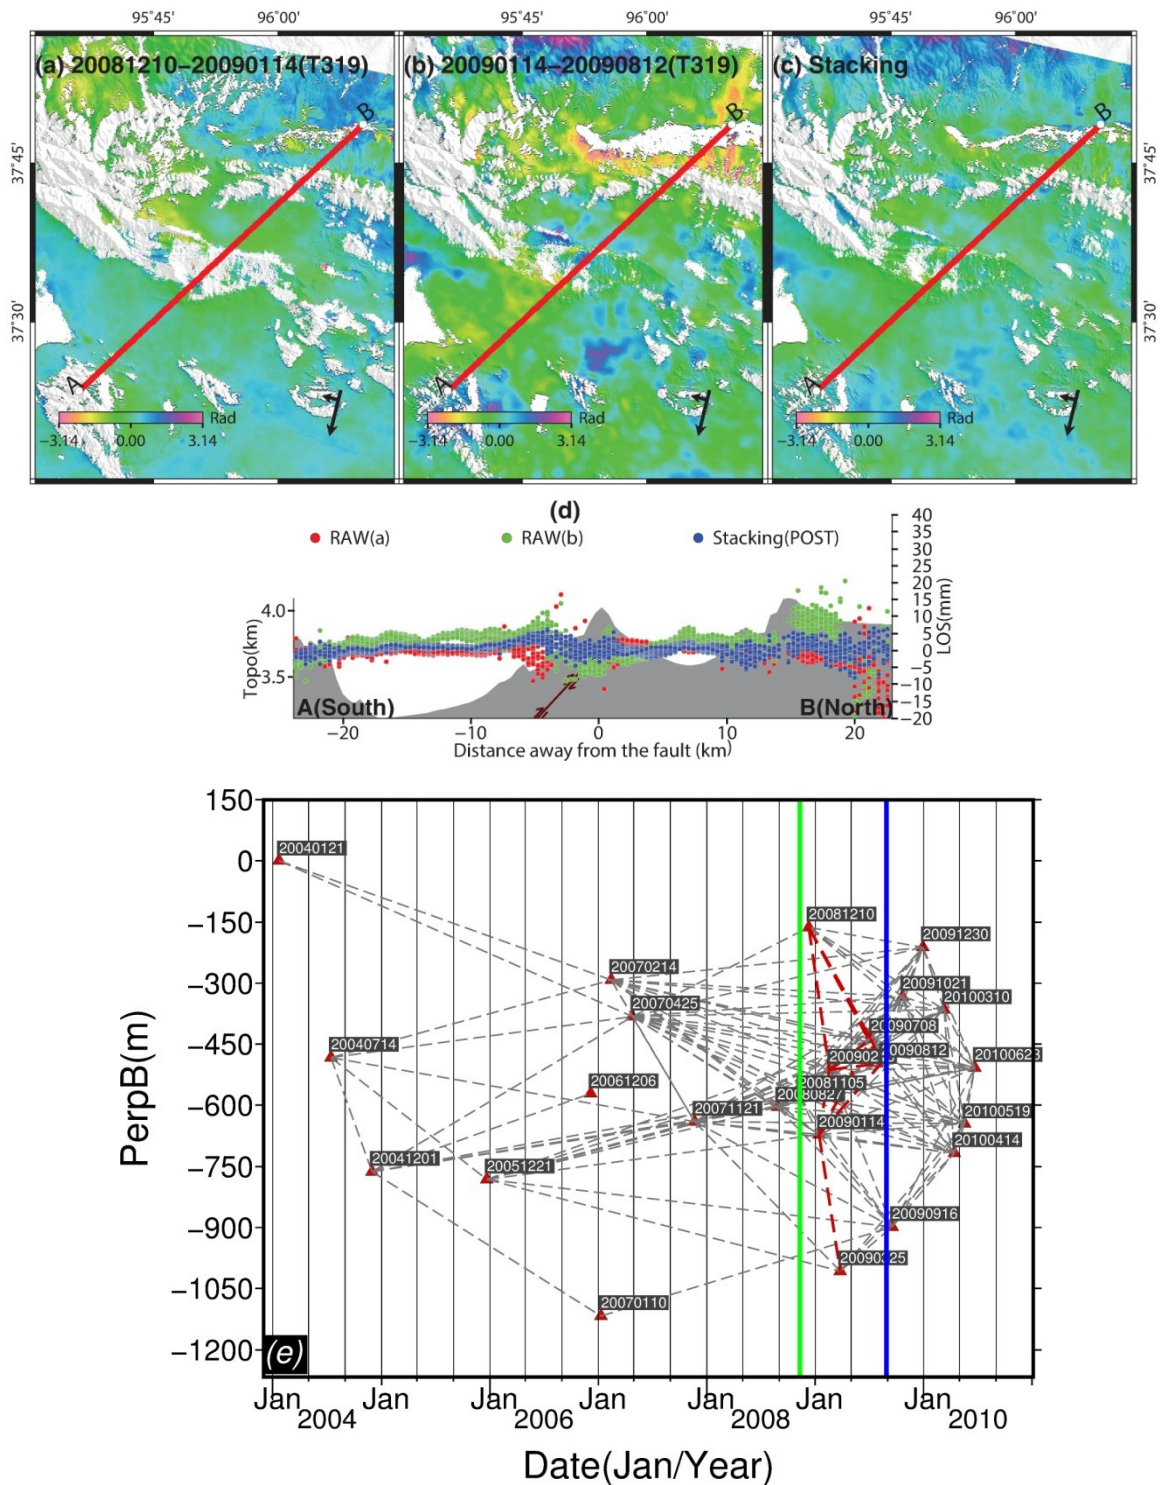 95°45' 96°00' 95°45' 96°00' 95°45' 96°00'
(a) 20081210–20090114(T319) (b) 20090114–20090812(T319) (c) Stacking
B B B
37°45' 37°45'
37°30' 37°30'
A A A
Rad Rad Rad
−3.14 0.00 3.14 −3.14 0.00 3.14 −3.14 0.00 3.14
(d)
RAW(a) RAW(b) Stacking(POST)
40
35
30
25
20
15
10
5
0
−5
−10
−15
−20
LOS(mm)
4.0
3.5
Topo(km)
A(South) B(North)
−20 −10 0 10 20
Distance away from the fault (km)
150
0
−150
−300
−450
−600
−750
−900
−1050
−1200
PerpB(m)
20040121
20081210
20091230
20070214
20091021
20100310
20070425
20090708
20040714
20090812
20100623
20061206
20081105
20071121
20090114
20100519
20100414
20041201
20051221
20090916
20070110
(e)
Jan Jan Jan Jan Jan Jan Jan
2004 2006 2008 2010
Date(Jan/Year)